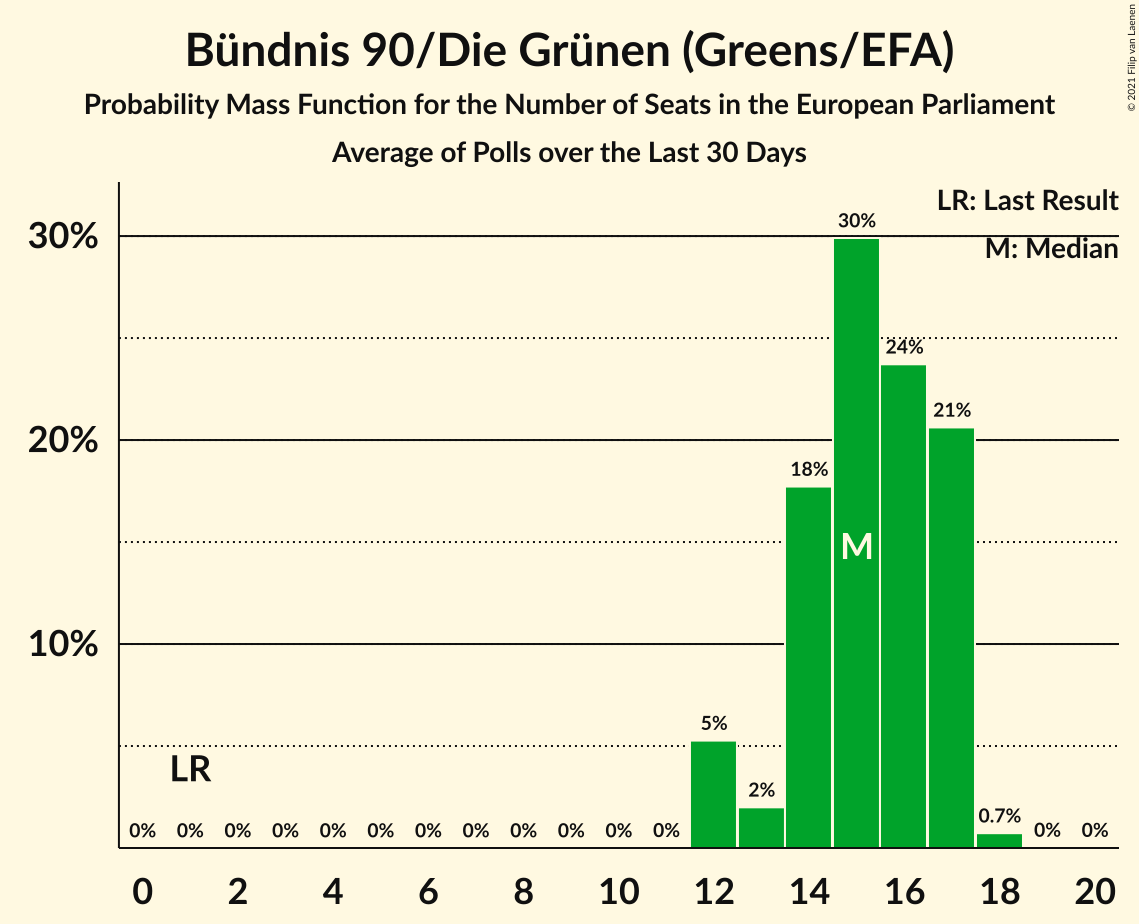 Bündnis 90/Die Grünen (Greens/EFA)
Probability Mass Function for the Number of Seats in the European Parliament
Average of Polls over the Last 30 Days
© 2021 Filip van Laenen
LR: Last Result
M: Median
30%
20%
10%
30%
24%
21%
18%
M
5%
2%
0.7%
LR
0% 0% 0% 0% 0% 0% 0% 0% 0% 0% 0% 0% 0% 0%
0 2 4 6 8 10 12 14 16 18 20